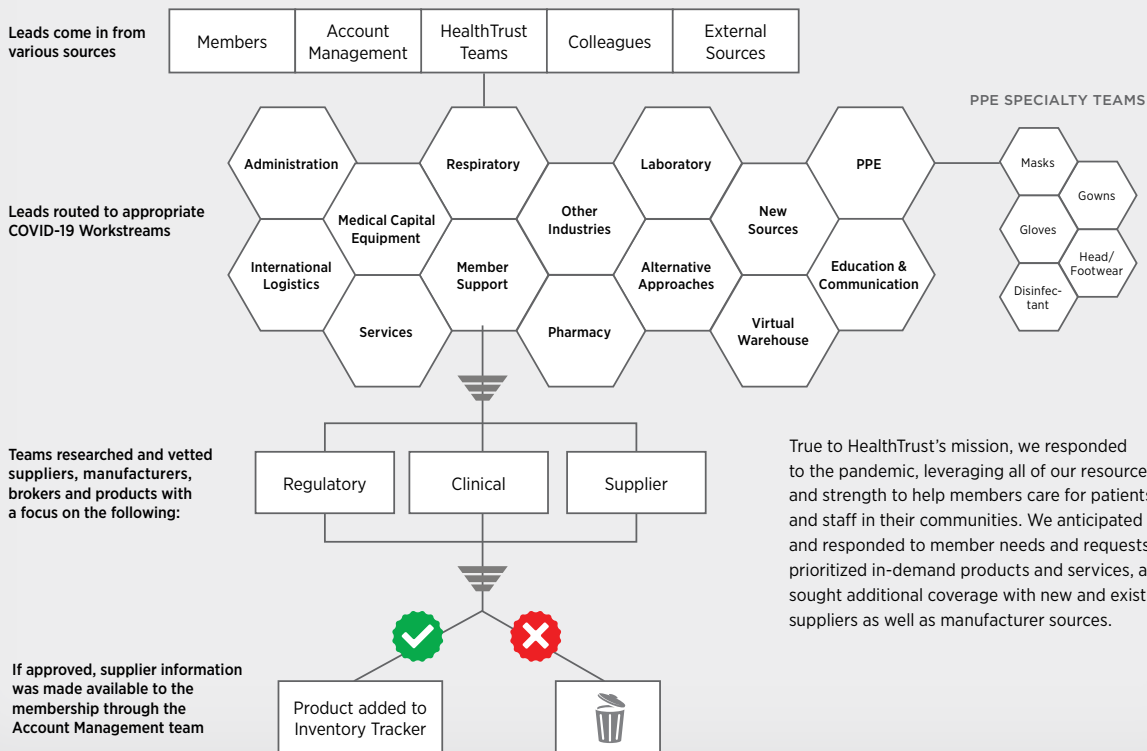 Leads come in from
various sources
Members
Account
Management
HealthTrust
Teams
Colleagues
External
Sources
PPE SPECIALTY TEAMS
Leads routed to appropriate
COVID-19 Workstreams
Administration
Respiratory
Laboratory
PPE
Medical Capital
Equipment
Other
Industries
New
Sources
International
Logistics
Member
Support
Alternative
Approaches
Education &
Communication
Services
Pharmacy
Virtual
Warehouse
Masks
Gowns
Gloves
Head/
Footwear
Disinfec-
tant
Teams researched and vetted
suppliers, manufacturers,
brokers and products with
a focus on the following:
Regulatory
Clinical
Supplier
True to HealthTrust's mission, we responded
to the pandemic, leveraging all of our resource
and strength to help members care for patients
and staff in their communities. We anticipated
and responded to member needs and requests
prioritized in-demand products and services, a
sought additional coverage with new and exist
suppliers as well as manufacturer sources.
If approved, supplier information
was made available to the
membership through the
Account Management team
Product added to
Inventory Tracker